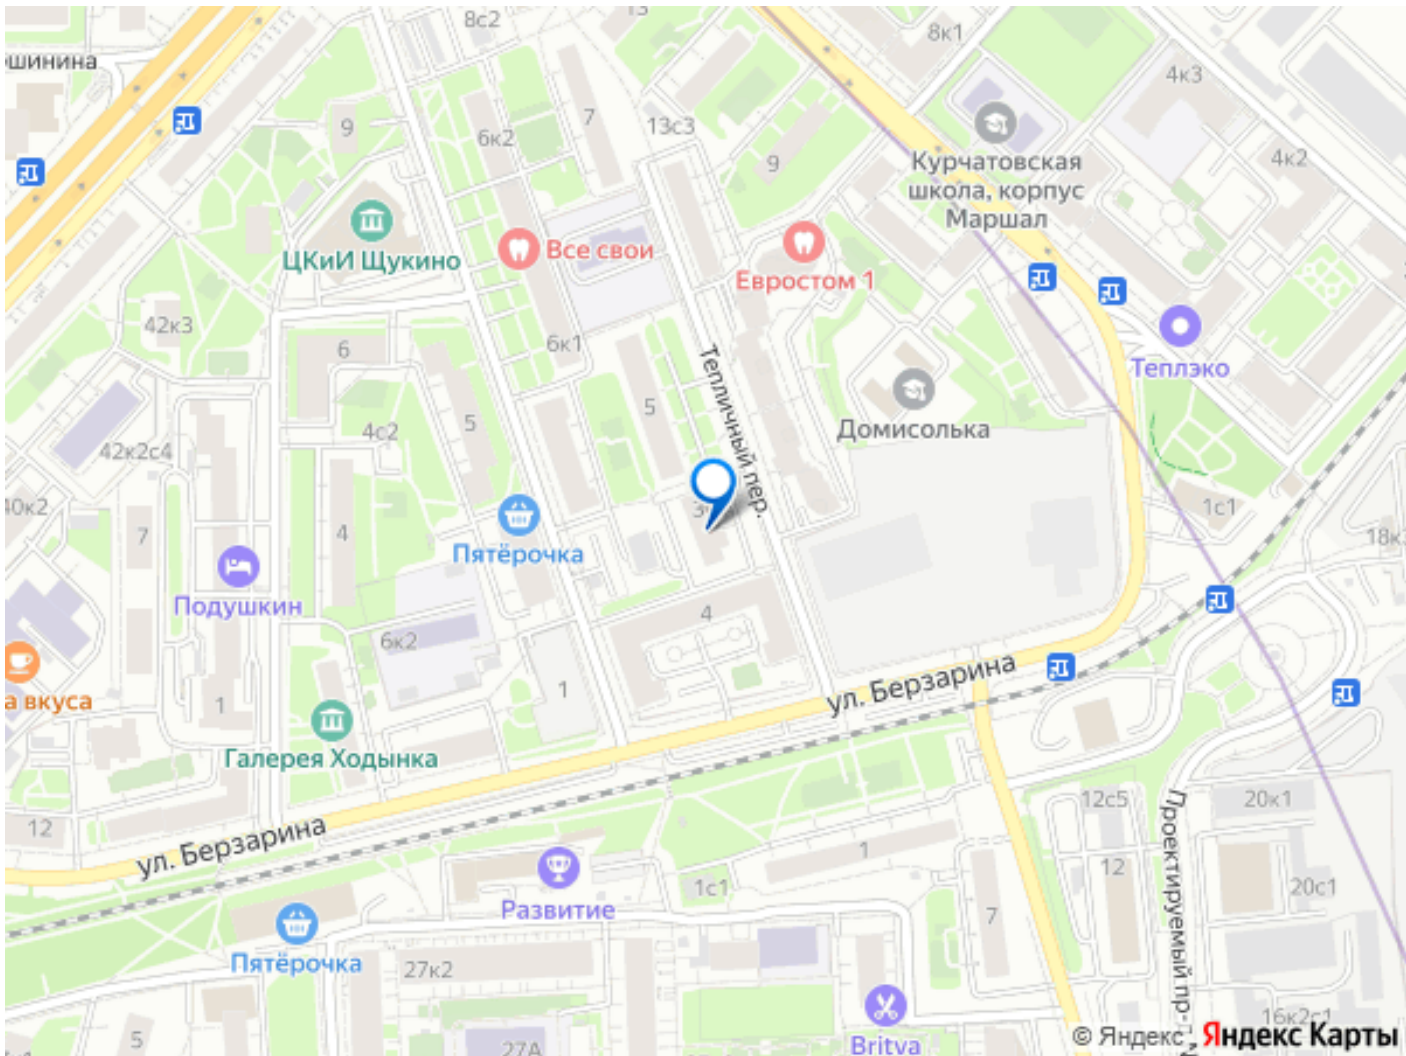 8с2
13
8к1
шинина
4к3
7
13с3
9
6к2
9
Курчатовская
школа, корпус
Маршал
4к2
ЦКиИ Щукино
Все свои
Евростом 1
42к3
6
6к1
Теплэко
Тепличный пер.
5
5
4с2
Домисолька
42к2с4
40к2
7
4
1с1
18к
Пятёрочка
Подушкин
4
6к2
1
а вкуса
1
ул. Берзарина
Галерея Ходынка
12
ул. Берзарина
12с5
20к1
Проектируемый пр-д
1
12
1с1
20с1
Развитие
7
Пятёрочка
27к2
5
27А
Britva
16к2с1
© Яндекс Яндекс Карты